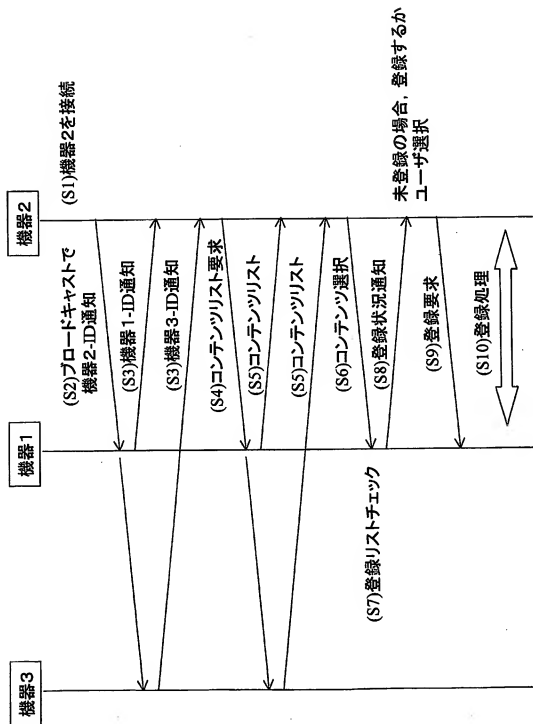 機器3
機器1
機器2
(S1)機器2を接続
(S2)ブロードキャストで
機器2-ID通知
(S3)機器1-ID通知
(S3)機器3-ID通知
(S4)コンテンツリスト要求
(S5)コンテンツリスト
(S5)コンテンツリスト
(S6)コンテンツ選択
(S7)登録リストチェック
(S8)登録状況通知
未登録の場合，登録するか
ユーザ選択
(S9)登録要求
(S10)登録処理